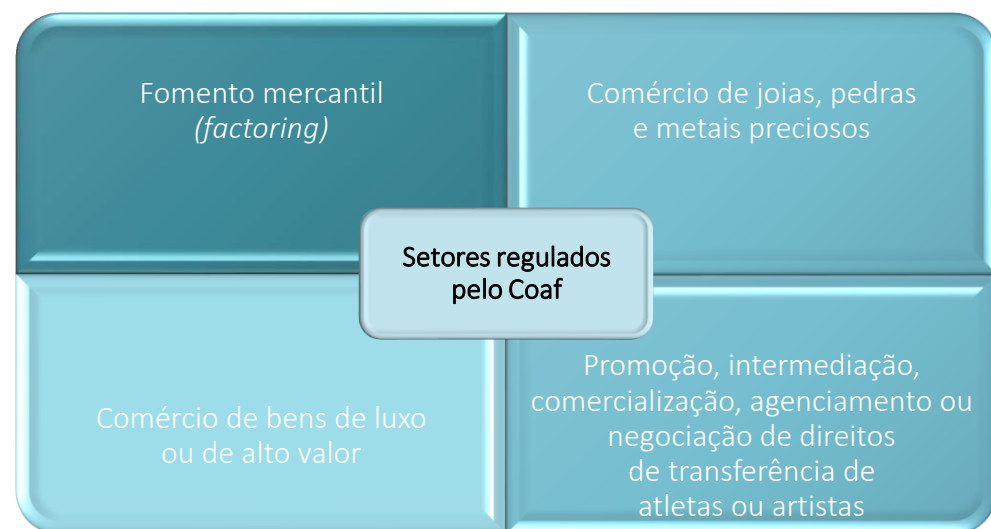 Fomento mercantil
(factoring)
Comércio de joias, pedras
e metais preciosos
Setores regulados
pelo Coaf
Comércio de bens de luxo
ou de alto valor
Promoção, intermediação,
comercialização, agenciamento ou
negociação de direitos
de transferência de
atletas ou artistas